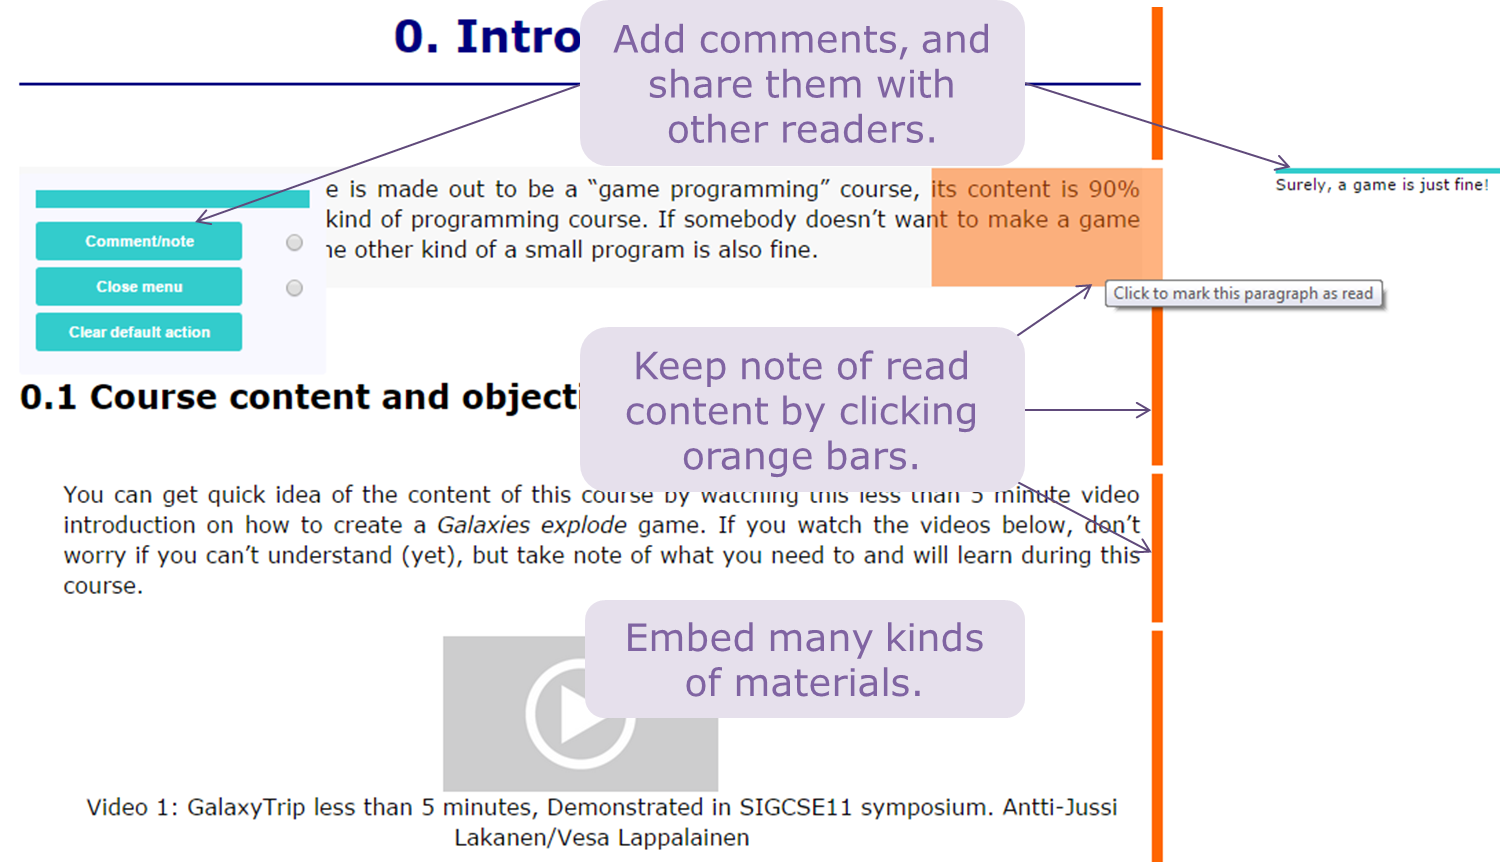 0. Intro
Add comments, and
share them with
other readers.
e is made out to be a “game programming” course, its content is 90%
kind of programming course. If somebody doesn’t want to make a game
ne other kind of a small program is also fine.
Surely, a game is just fine!
Comment/note
Close menu
Clear default action
Click to mark this paragraph as read
Keep note of read
content by clicking
orange bars.
0.1 Course content and objecti
You can get quick idea of the content of this course by watching this less than 5 minute video
introduction on how to create a Galaxies explode game. If you watch the videos below, don’t
worry if you can’t understand (yet), but take note of what you need to and will learn during this
course.
Embed many kinds
of materials.
Video 1: GalaxyTrip less than 5 minutes, Demonstrated in SIGCSE11 symposium. Antti-Jussi
Lakanen/Vesa Lappalainen